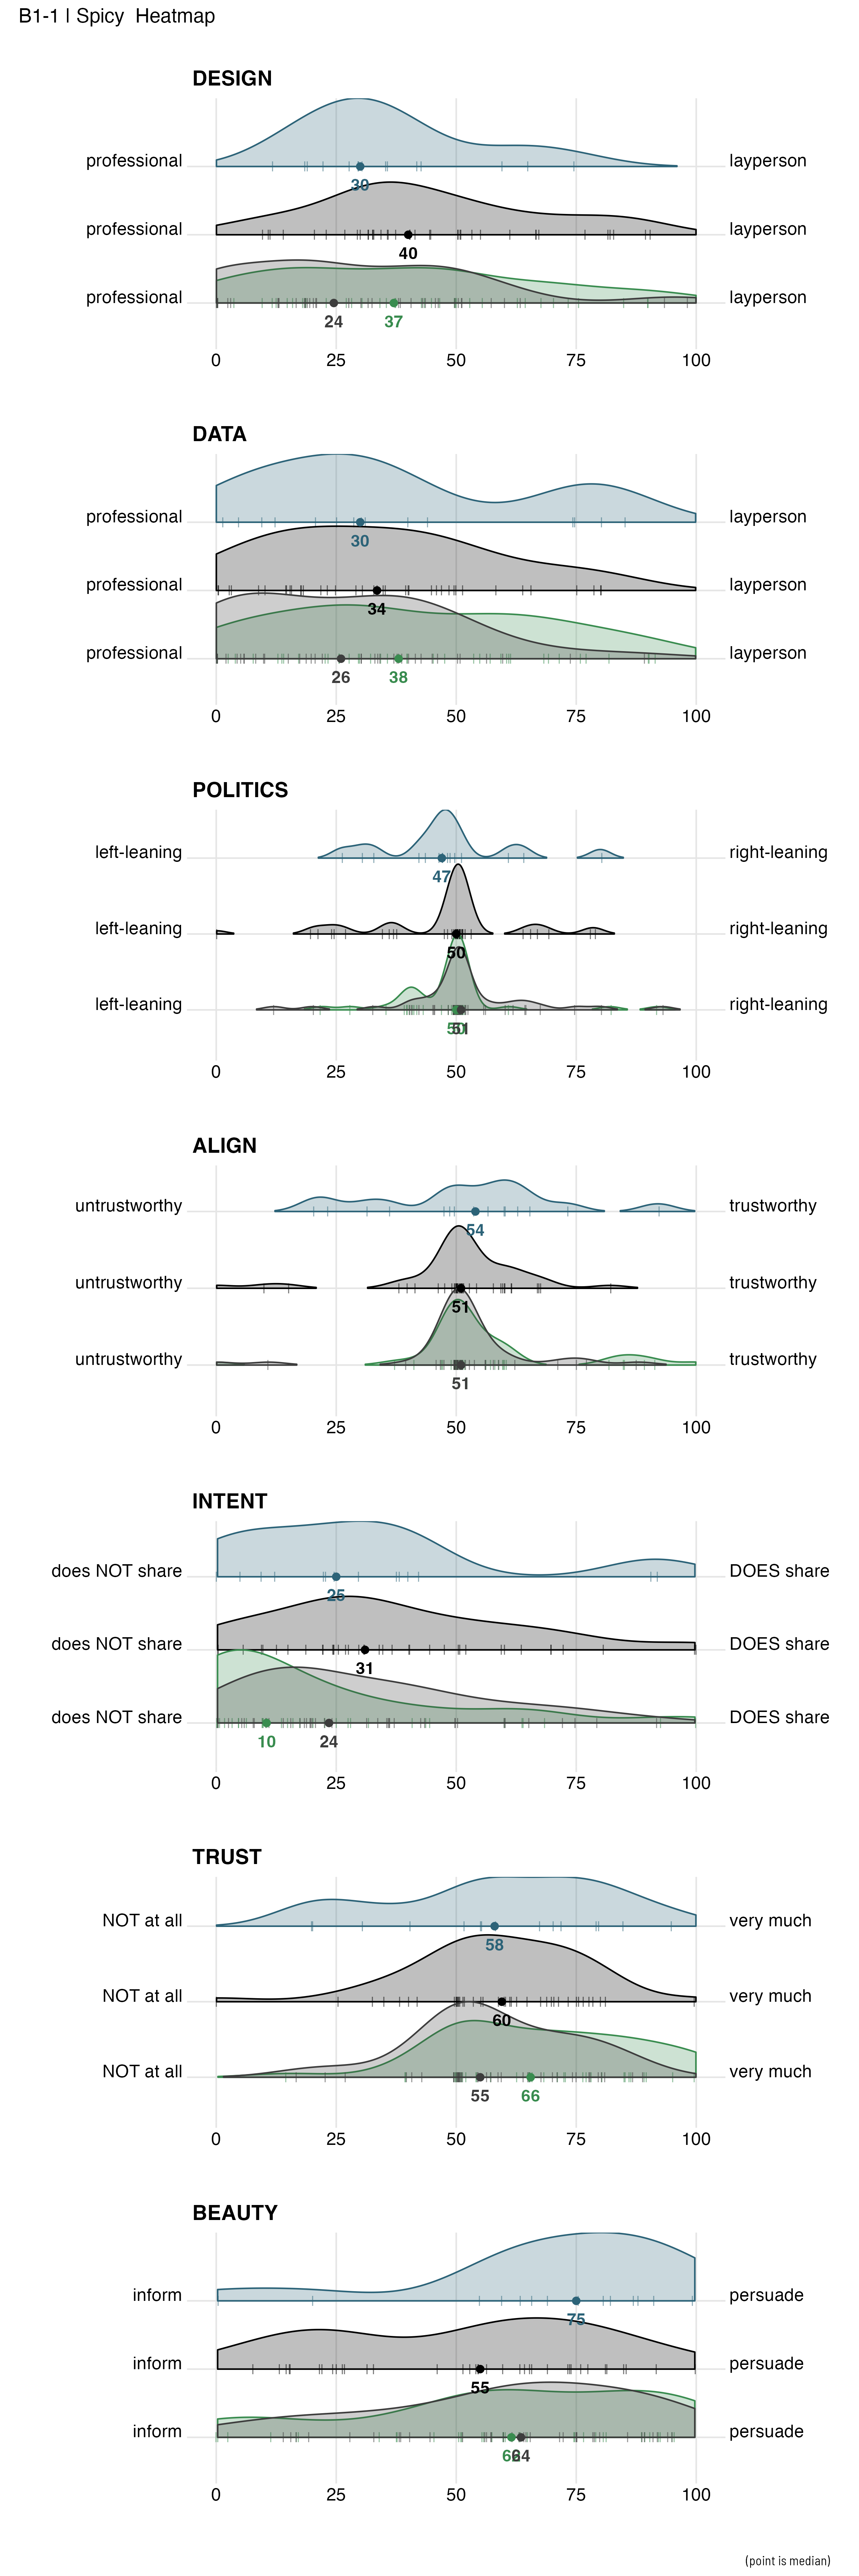 B1-1 | Spicy Heatmap
DESIGN
professional layperson
30
professional layperson
40
professional layperson
24 37
0 25 50 75 100
DATA
professional layperson
30
professional layperson
34
professional layperson
26 38
0 25 50 75 100
POLITICS
left-leaning right-leaning
47
left-leaning right-leaning
50
left-leaning right-leaning
50 51
0 25 50 75 100
ALIGN
untrustworthy trustworthy
54
untrustworthy trustworthy
51
untrustworthy trustworthy
51
0 25 50 75 100
INTENT
does NOT share DOES share
25
does NOT share DOES share
31
does NOT share DOES share
10 24
0 25 50 75 100
TRUST
NOT at all very much
58
NOT at all very much
60
NOT at all very much
55 66
0 25 50 75 100
BEAUTY
inform persuade
75
inform persuade
55
inform persuade
64
0 25 50 75 100
(point is median)